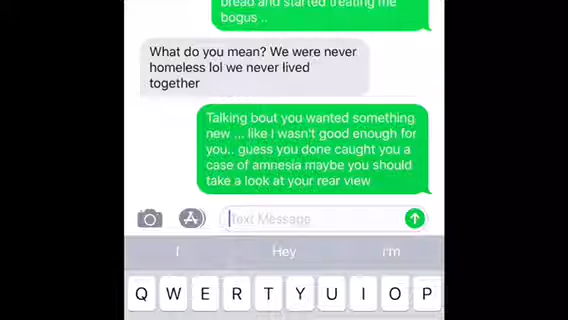 bread and started treating me
bogus ..
What do you mean? We were never
homeless lol we never lived
together
Talking bout you wanted something
new ... like I wasn't good enough for
you.. guess you done caught you a
case of amnesia maybe you should
take a look at your rear view
Text Message
I Hey I'm
Q W E R T Y U I O P